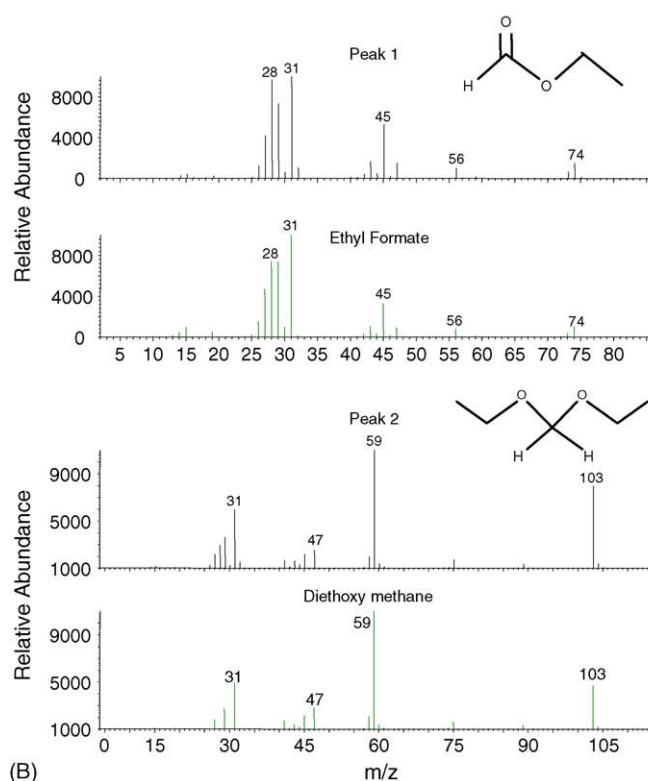 Peak 1
O
H
O
8000
4000
0
28
31
45
56
74
Relative Abundance
Ethyl Formate
8000
4000
0
28
31
45
56
74
5 10 15 20 25 30 35 40 45 50 55 60 65 70 75 80
Peak 2
O O
H H
9000
5000
1000
31
47
59
103
Relative Abundance
Diethoxy methane
9000
5000
1000
31
47
59
103
0 15 30 45 60 75 90 105
(B)
m/z